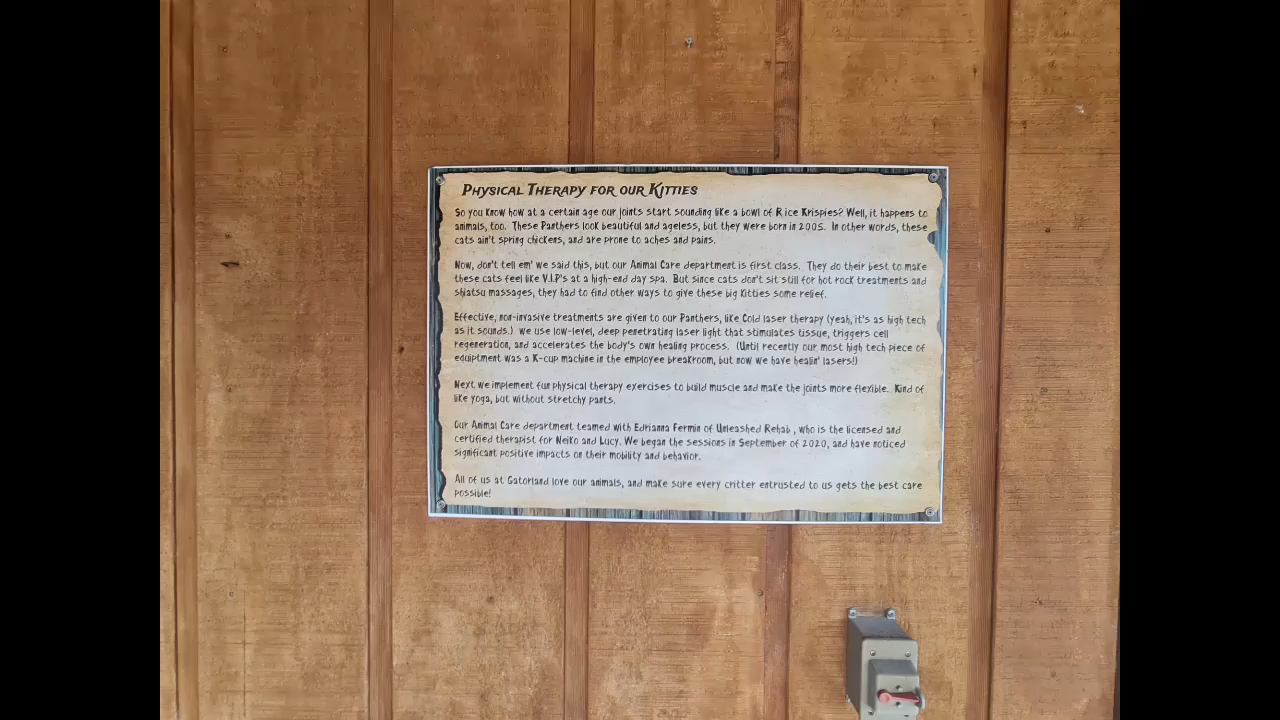 Physical Therapy for our Kitties
So you know how at a certain age our joints start sounding like a bowl of Rice Krispies? Well, it happens to
animals, too. These Panthers look beautiful and ageless, but they were born in 2005. In other words, these
cats ain't spring chickens, and are prone to aches and pains.
Now, don't tell em' we said this, but our Animal Care department is first class. They do their best to make
these cats feel like V.I.P's at a high-end day spa. But since cats don't sit still for hot rock treatments and
shiatsu massages, they had to find other ways to give these big kitties some relief.
Effective, non-invasive treatments are given to our Panthers, like Cold laser therapy (yeah, it's as high tech
as it sounds.) we use low-level, deep penetrating laser light that stimulates tissue, triggers cell
regeneration, and accelerates the body's own healing process. (Until recently our most high tech piece of
equiptment was a K-cup machine in the employee breakroom, but now we have healin' lasers!)
Next we implement fun physical therapy exercises to build muscle and make the joints more flexible. Kind of
like yoga, but without stretchy pants.
Our Animal Care department teamed with Edrianna Fermin of Unleashed Rehab, who is the licensed and
certified therapist for Neiko and Lucy. We began the sessions in September of 2020, and have noticed
significant positive impacts on their mobility and behavior.
All of us at Gatorland love our animals, and make sure every critter entrusted to us gets the best care
possible!